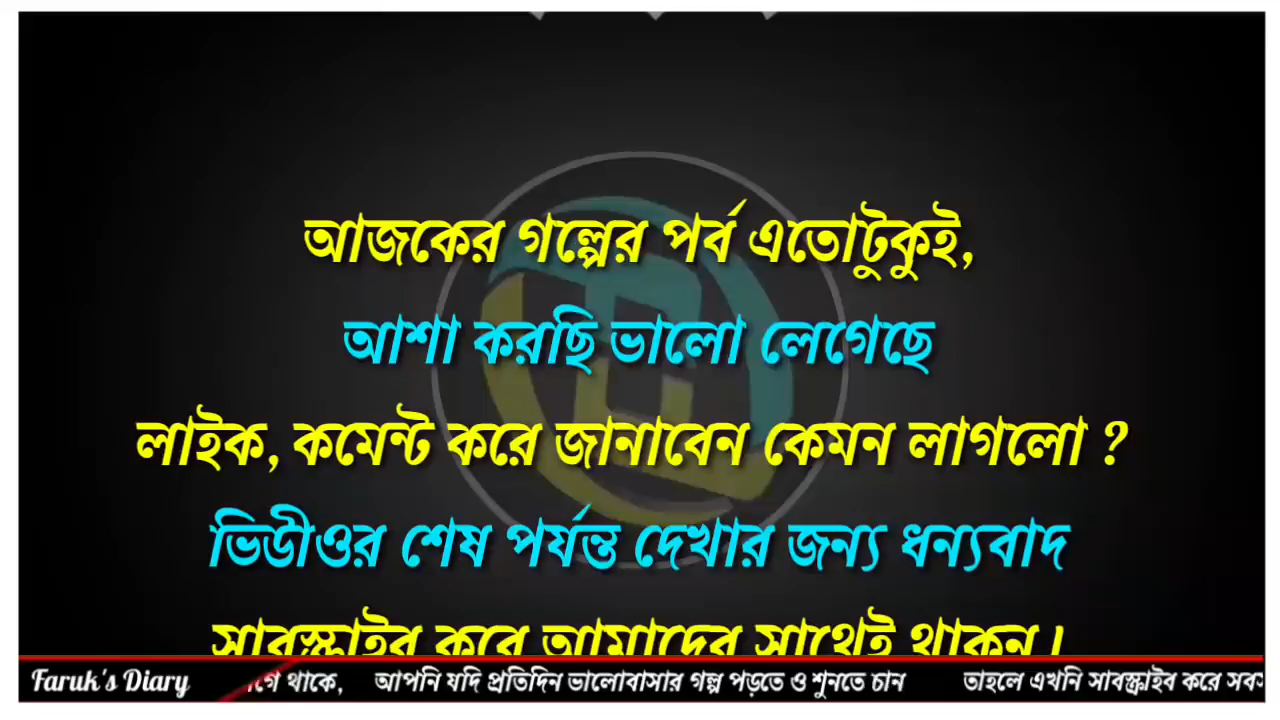 আজকের গল্পের পর্ব এতোটুকুই,
আশা করছি ভালো লেগেছে
লাইক, কমেন্ট করে জানাবেন কেমন লাগলো ?
ভিডীওর শেষ পর্যন্ত দেখার জন্য ধন্যবাদ
সাবস্ক্রাইব করে আমাদের সাথেই থাকুন।
Faruk's Diary থাকে, আপনি যদি প্রতিদিন ভালোবাসার গল্প পড়তে ও শুনতে চান তাহলে এখনি সাবস্ক্রাইব করে